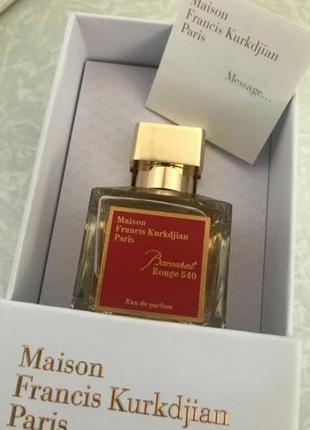 Maison
Francis Kurkdjian
Paris
Message...
Maison
Francis Kurkdjian
Paris
Baccarat
Rouge 540
Eau de parfum
Maison
Francis Kurkdjian
Paris